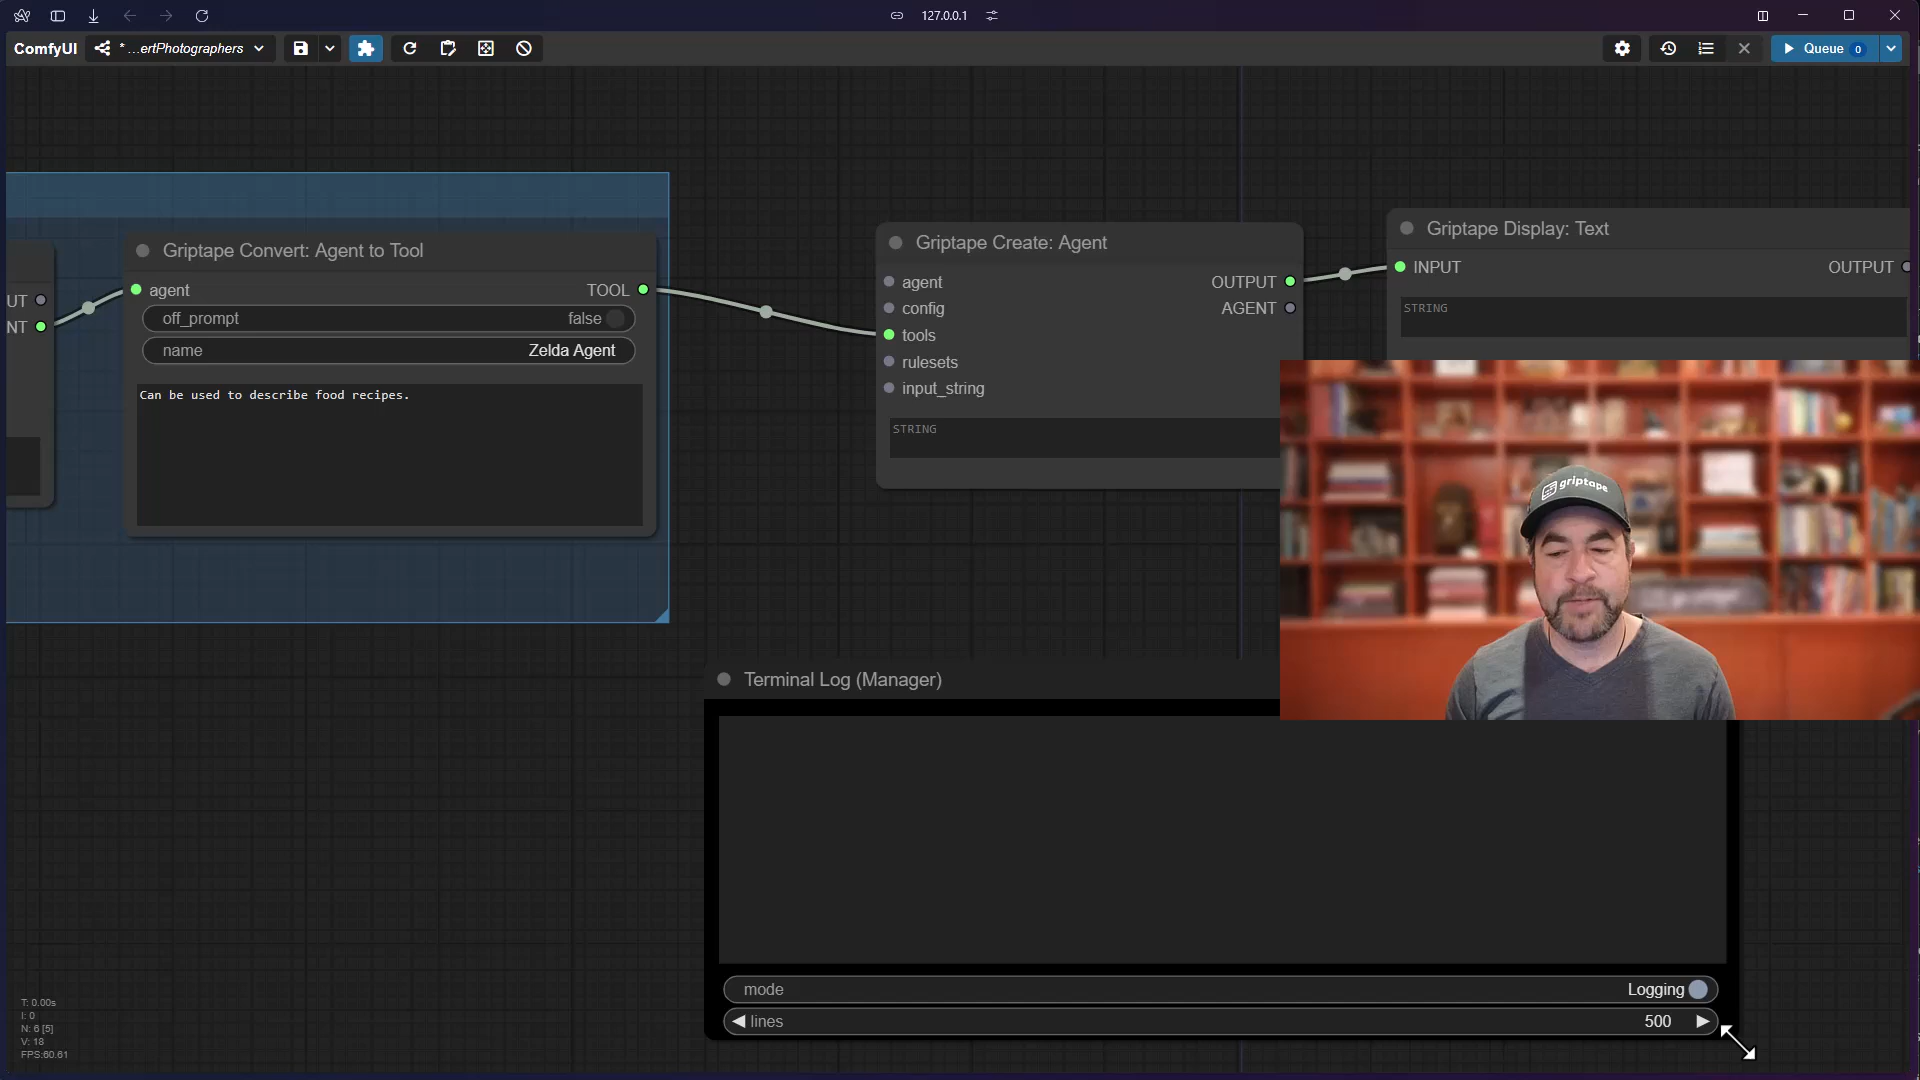 127.0.0.1
ComfyUI
* ...ertPhotographers
Queue 0
Griptape Convert: Agent to Tool
UT
NT
agent
TOOL
off_prompt
false
name
Zelda Agent
Can be used to describe food recipes.
Griptape Create: Agent
agent
OUTPUT
config
AGENT
tools
rulesets
input_string
STRING
Griptape Display: Text
INPUT
OUTPUT
STRING
griptape
Terminal Log (Manager)
mode
Logging
lines
500
T: 0.00s
I: 0
N: 6 [5]
V: 18
FPS:60.61